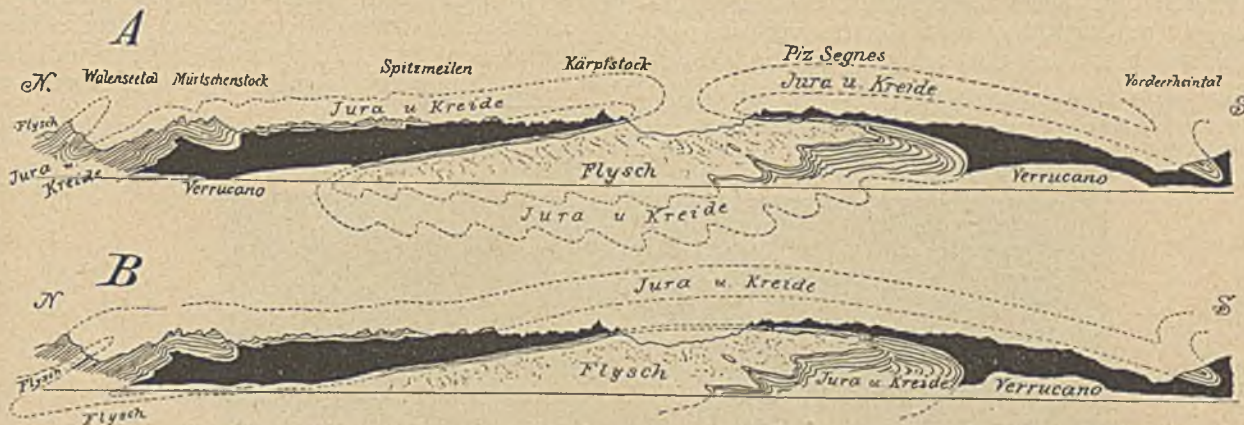 A
N. Walenseetal Mürtschenstock Spitzmeilen Kärpfstock Piz Segnes Vorderrheintal S
Jura u Kreide Jura u. Kreide
Flysch
Jura u. Kreide
Verrucano Flysch Verrucano
Jura u Kreide
B
N Jura u. Kreide S
Flysch Flysch Jura u Kreide Verrucano
Flysch